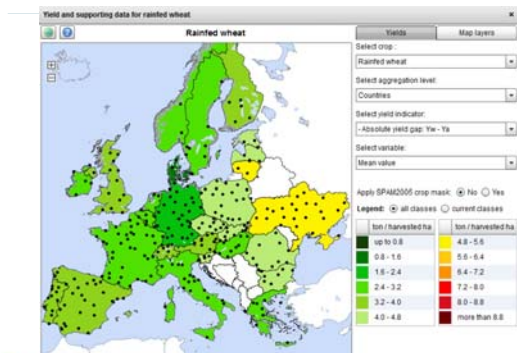 Yield and supporting data for rainfed wheat
Rainfed wheat
Yields
Map layers
Select crop :
Rainfed wheat
Select aggregation level:
Countries
Select yield indicator:
- Absolute yield gap: Yw - Ya
Select variable:
Mean value
Apply SPAM2005 crop mask: No Yes
Legend: all classes current classes
ton / harvested ha ton / harvested ha
up to 0.8 4.8 - 5.6
0.8 - 1.6 5.6 - 6.4
1.6 - 2.4 6.4 - 7.2
2.4 - 3.2 7.2 - 8.0
3.2 - 4.0 8.0 - 8.8
4.0 - 4.8 more than 8.8